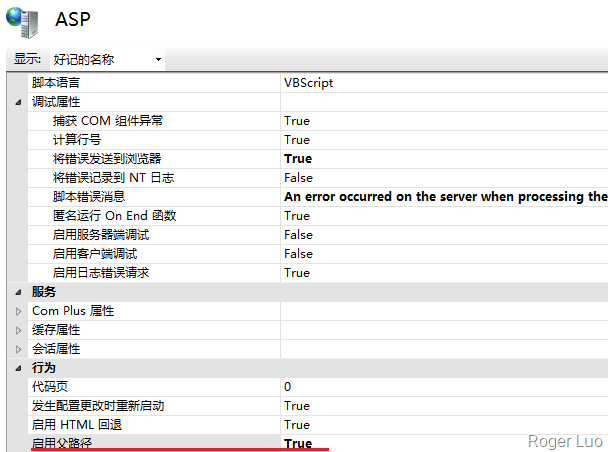 ASP
显示: 好记的名称
脚本语言 VBScript
调试属性
捕获 COM 组件异常 True
计算行号 True
将错误发送到浏览器 True
将错误记录到 NT 日志 False
脚本错误消息 An error occurred on the server when processing the
匿名运行 On End 函数 True
启用服务器端调试 False
启用客户端调试 False
启用日志错误请求 True
服务
Com Plus 属性
缓存属性
会话属性
行为
代码页 0
发生配置更改时重新启动 True
启用 HTML 回退 True
启用父路径 True
Roger Luo